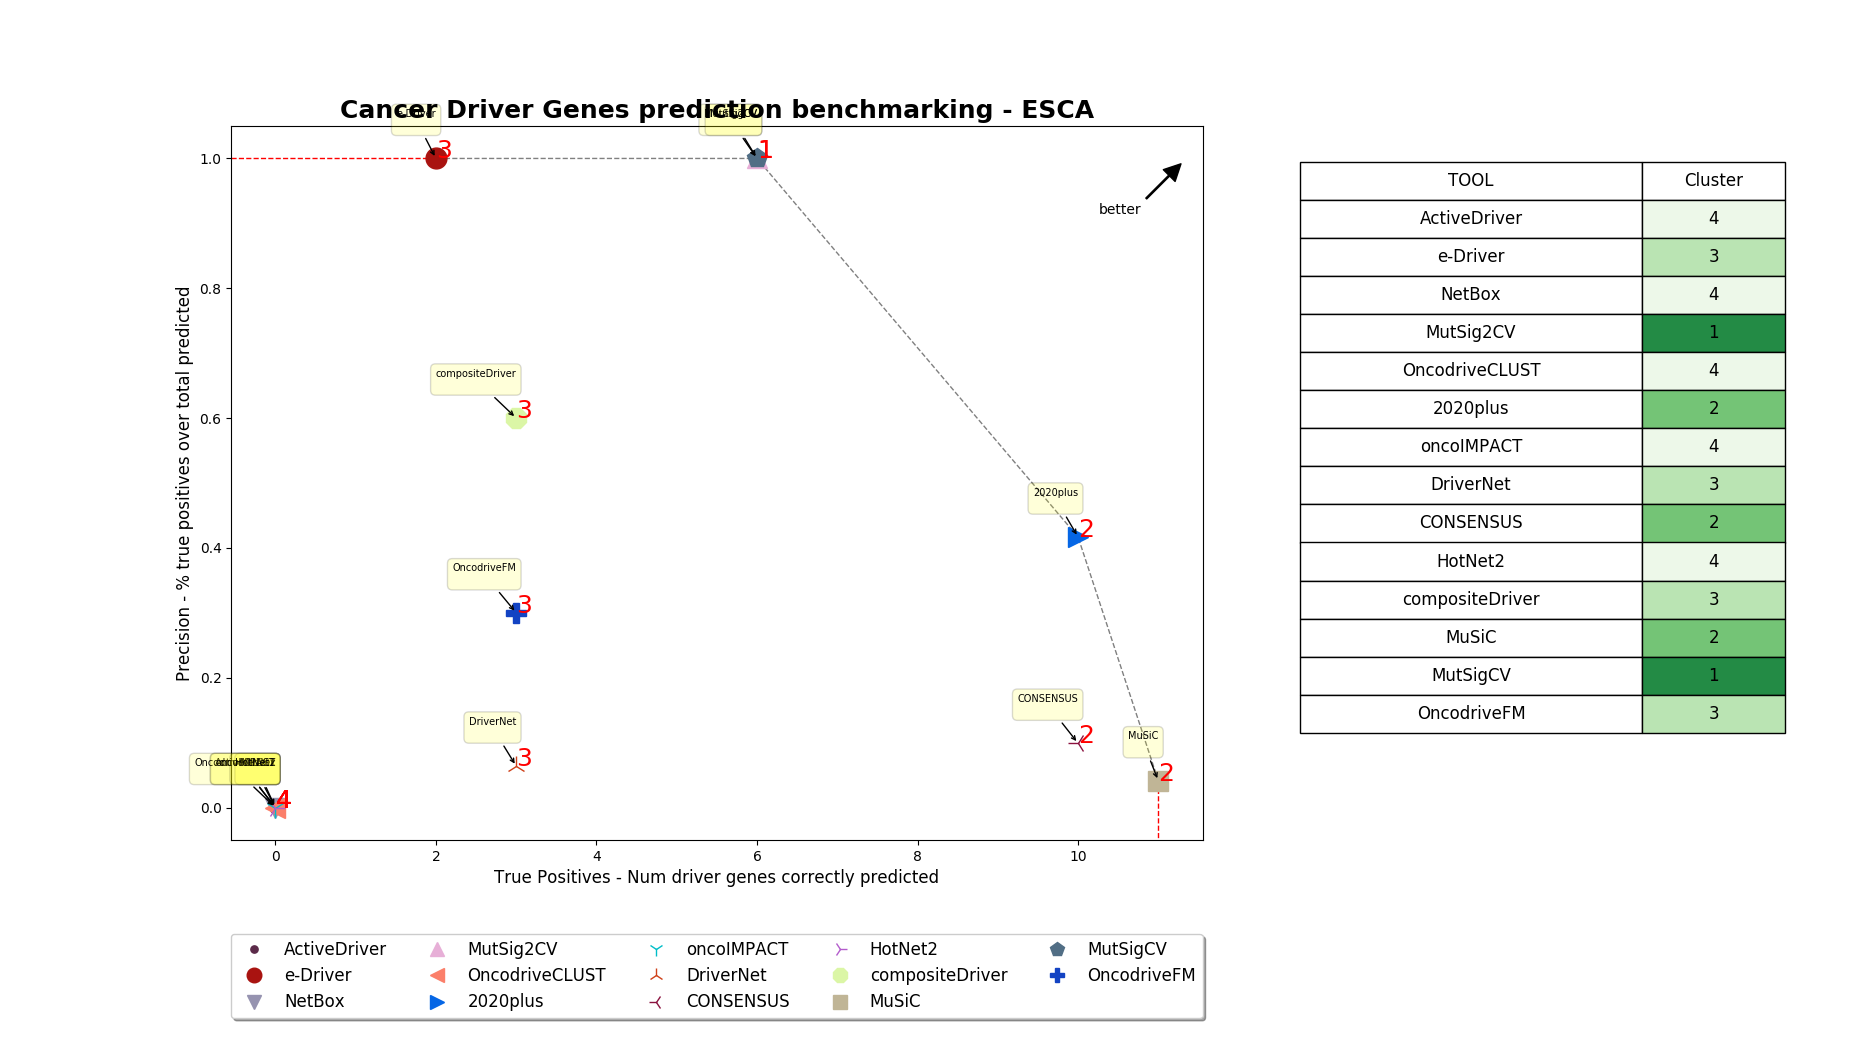 Cancer Driver Genes prediction benchmarking - ESCA
e-Driver
3
1
1.0
better
0.8
compositeDriver
3
0.6
2020plus
2
0.4
OncodriveFM
3
0.2
CONSENSUS
2
DriverNet
3
MuSiC
2
4
0.0
0 2 4 6 8 10
Precision - % true positives over total predicted
True Positives - Num driver genes correctly predicted
TOOL Cluster
ActiveDriver 4
e-Driver 3
NetBox 4
MutSig2CV 1
OncodriveCLUST 4
2020plus 2
oncoIMPACT 4
DriverNet 3
CONSENSUS 2
HotNet2 4
compositeDriver 3
MuSiC 2
MutSigCV 1
OncodriveFM 3
ActiveDriver MutSig2CV oncoIMPACT HotNet2 MutSigCV
e-Driver OncodriveCLUST DriverNet compositeDriver OncodriveFM
NetBox 2020plus CONSENSUS MuSiC